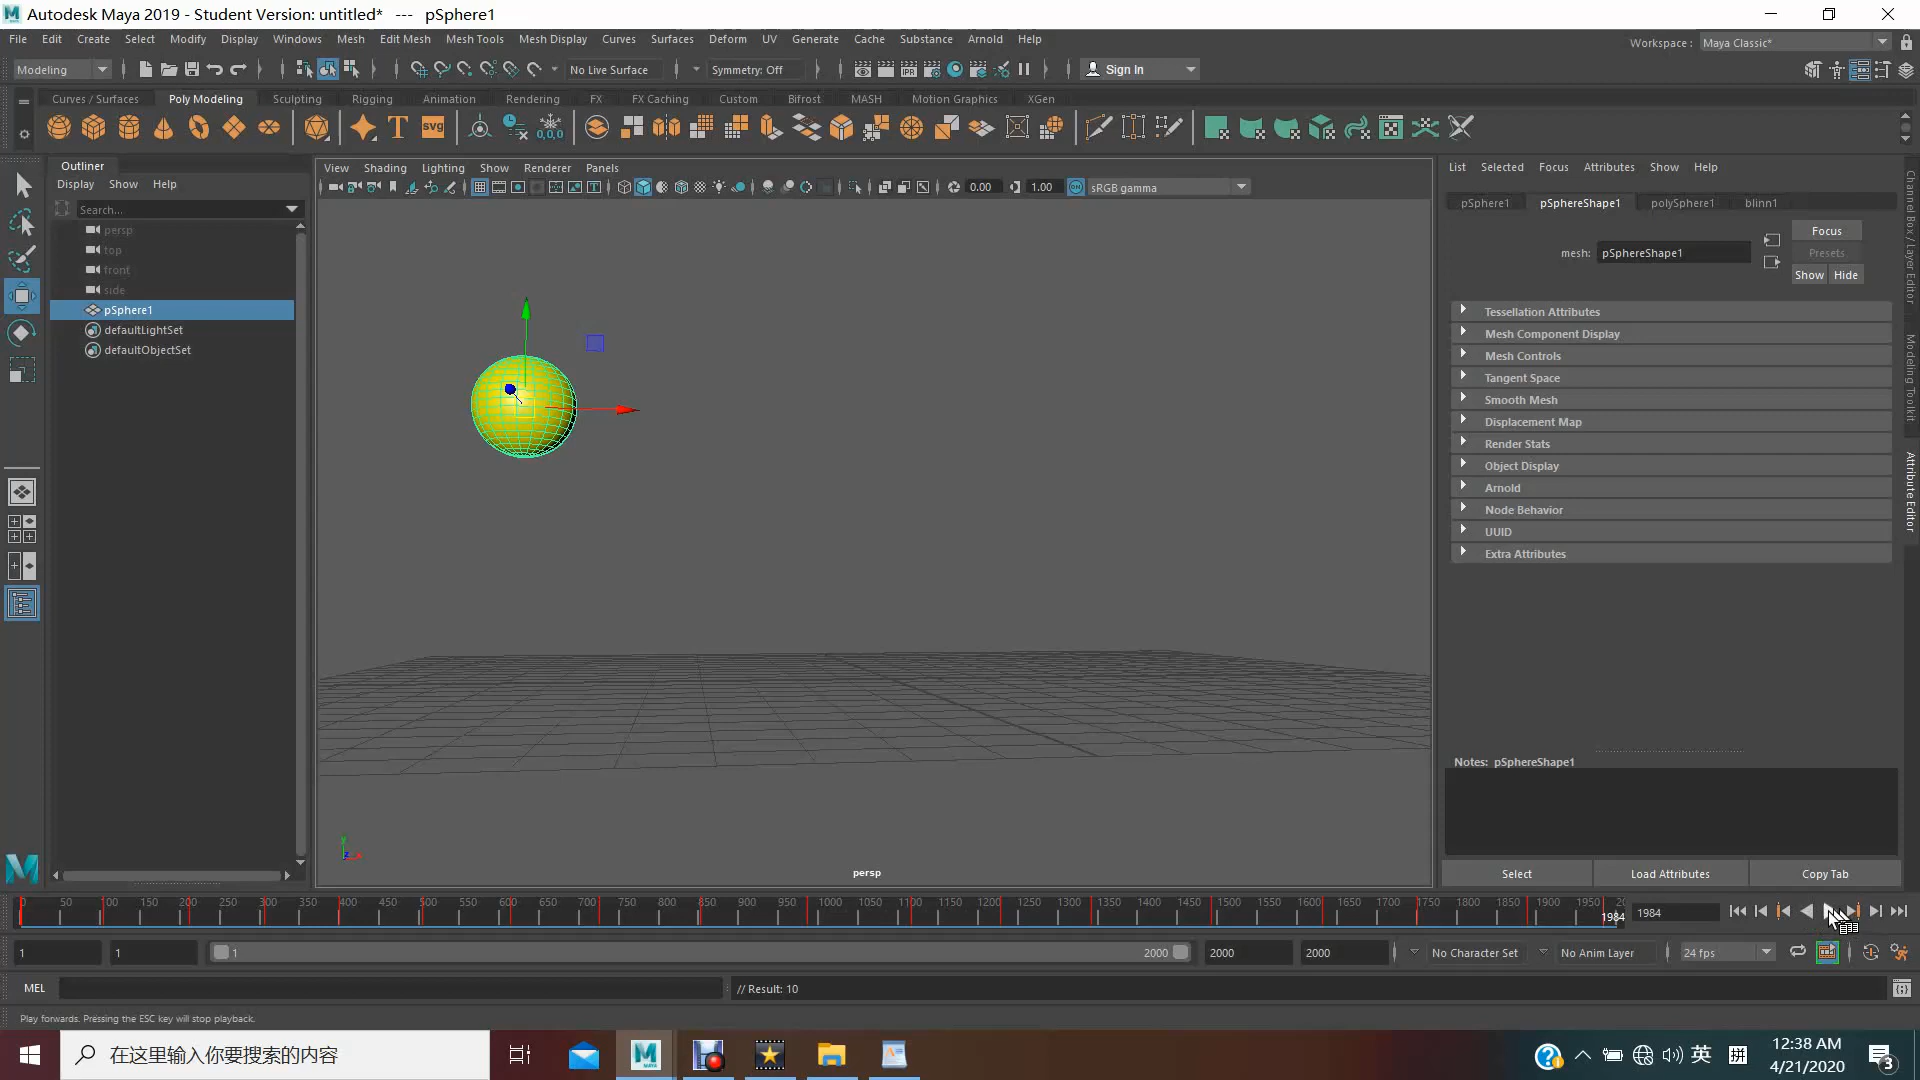 Autodesk Maya 2019 - Student Version: untitled* --- pSphere1
File Edit Create Select Modify Display Windows Mesh Edit Mesh Mesh Tools Mesh Display Curves Surfaces Deform UV Generate Cache Substance Arnold Help
Workspace : Maya Classic*
Modeling No Live Surface Symmetry: Off Sign In
Curves / Surfaces Poly Modeling Sculpting Rigging Animation Rendering FX FX Caching Custom Bifrost MASH Motion Graphics XGen
Outliner
Display Show Help
Search...
persp
top
front
side
pSphere1
defaultLightSet
defaultObjectSet
View Shading Lighting Show Renderer Panels
0.00 1.00 ON sRGB gamma
persp
List Selected Focus Attributes Show Help
pSphere1 pSphereShape1 polySphere1 blinn1
mesh: pSphereShape1
Focus
Presets
Show Hide
Tessellation Attributes
Mesh Component Display
Mesh Controls
Tangent Space
Smooth Mesh
Displacement Map
Render Stats
Object Display
Arnold
Node Behavior
UUID
Extra Attributes
Notes: pSphereShape1
Select Load Attributes Copy Tab
Channel Box / Layer Editor
Modeling Toolkit
Attribute Editor
0 50 100 150 200 250 300 350 400 450 500 550 600 650 700 750 800 850 900 950 1000 1050 1100 1150 1200 1250 1300 1350 1400 1450 1500 1550 1600 1650 1700 1750 1800 1850 1900 1950 20
1984 1984
1 1 1 2000 2000 2000 No Character Set No Anim Layer 24 fps
MEL // Result: 10
Play forwards. Pressing the ESC key will stop playback.
在这里输入你要搜索的内容
英 拼
12:38 AM
4/21/2020
3